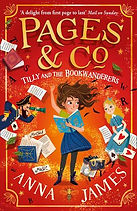 'A delight from first page to last' Mail on Sunday
PAGES
& CO
TILLY AND THE BOOKWANDERERS
ANNA
JAMES